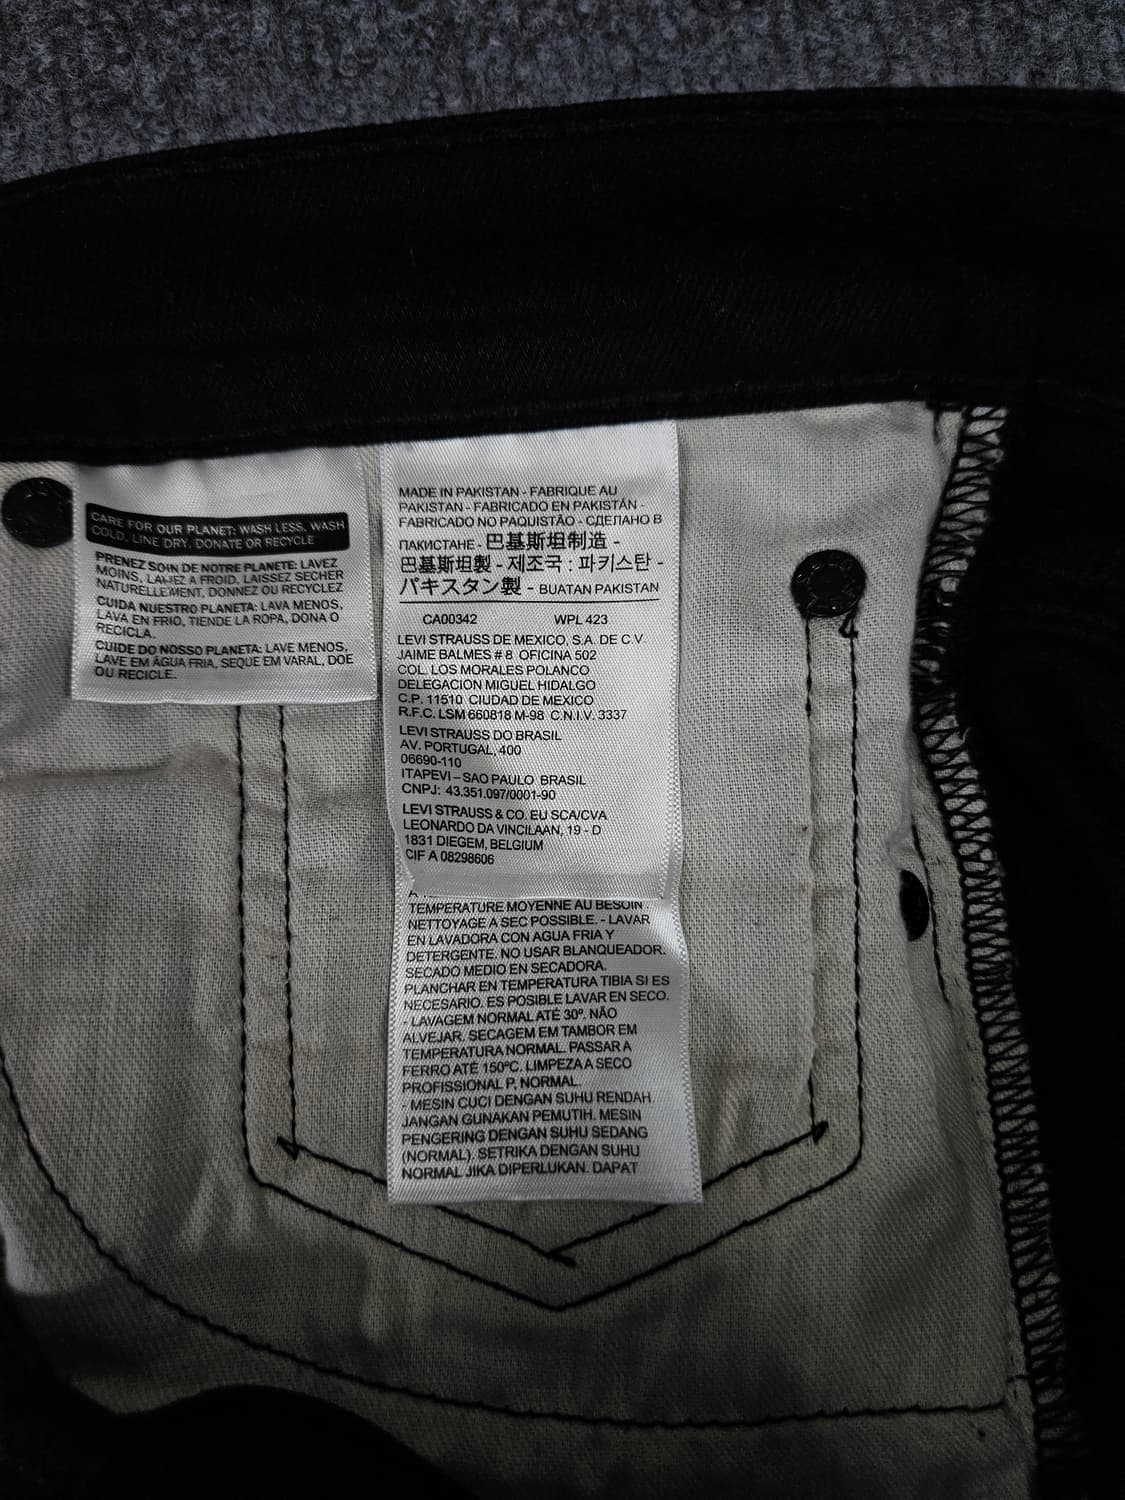 CARE FOR OUR PLANET: WASH LESS, WASH
COLD, LINE DRY, DONATE OR RECYCLE
PRENEZ SOIN DE NOTRE PLANETE: LAVEZ
MOINS, LAVEZ A FROID, LAISSEZ SECHER
NATURELLEMENT, DONNEZ OU RECYCLEZ
CUIDA NUESTRO PLANETA: LAVA MENOS,
LAVA EN FRIO, TIENDE LA ROPA, DONA O
RECICLA.
CUIDE DO NOSSO PLANETA: LAVE MENOS,
LAVE EM ÁGUA FRIA, SEQUE EM VARAL, DOE
OU RECICLE.
MADE IN PAKISTAN - FABRIQUE AU
PAKISTAN - FABRICADO EN PAKISTÁN -
FABRICADO NO PAQUISTÃO - СДЕЛАНО В
ПАКИСТАНЕ - 巴基斯坦制造 -
巴基斯坦製 - 제조국 : 파키스탄 -
パキスタン製 - BUATAN PAKISTAN
CA00342 WPL 423
LEVI STRAUSS DE MEXICO, S.A. DE C.V.
JAIME BALMES # 8 OFICINA 502
COL. LOS MORALES POLANCO
DELEGACION MIGUEL HIDALGO
C.P. 11510 CIUDAD DE MEXICO
R.F.C. LSM 660818 M-98 C.N.I.V. 3337
LEVI STRAUSS DO BRASIL
AV. PORTUGAL, 400
06690-110
ITAPEVI – SAO PAULO BRASIL
CNPJ: 43.351.097/0001-90
LEVI STRAUSS & CO. EU SCA/CVA
LEONARDO DA VINCILAAN, 19 - D
1831 DIEGEM, BELGIUM
CIF A 08298606
TEMPERATURE MOYENNE AU BESOIN.
NETTOYAGE A SEC POSSIBLE. - LAVAR
EN LAVADORA CON AGUA FRIA Y
DETERGENTE. NO USAR BLANQUEADOR.
SECADO MEDIO EN SECADORA.
PLANCHAR EN TEMPERATURA TIBIA SI ES
NECESARIO. ES POSIBLE LAVAR EN SECO.
- LAVAGEM NORMAL ATÉ 30º. NÃO
ALVEJAR. SECAGEM EM TAMBOR EM
TEMPERATURA NORMAL. PASSAR A
FERRO ATÉ 150ºC. LIMPEZA A SECO
PROFISSIONAL P, NORMAL.
- MESIN CUCI DENGAN SUHU RENDAH.
JANGAN GUNAKAN PEMUTIH. MESIN
PENGERING DENGAN SUHU SEDANG
(NORMAL). SETRIKA DENGAN SUHU
NORMAL JIKA DIPERLUKAN. DAPAT